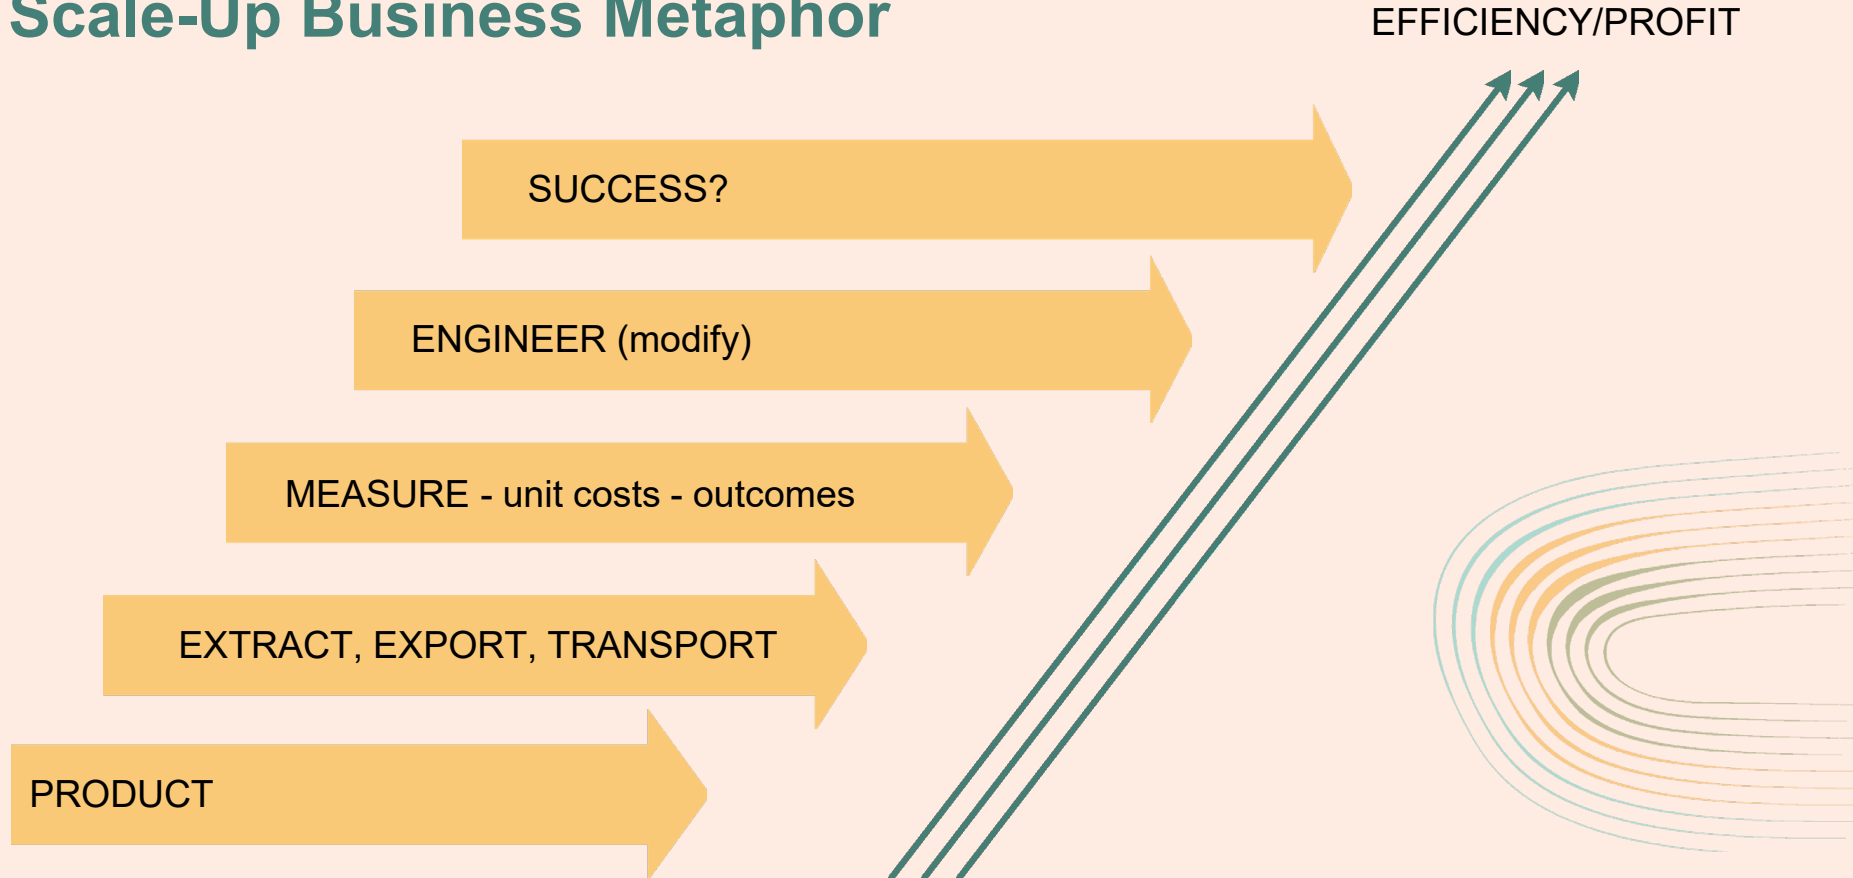 Scale-Up Business Metaphor
EFFICIENCY/PROFIT
SUCCESS?
ENGINEER (modify)
MEASURE - unit costs - outcomes
EXTRACT, EXPORT, TRANSPORT
PRODUCT